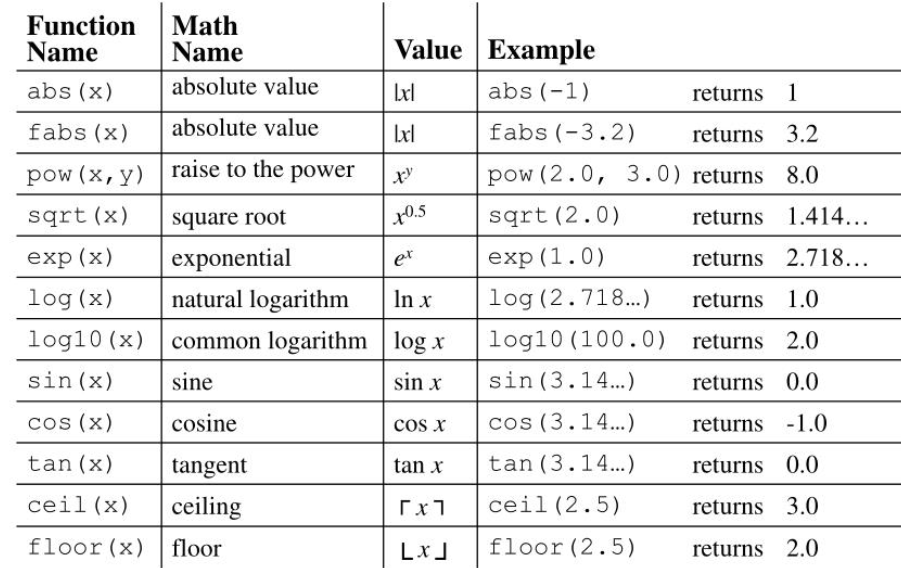 Function Name | Math Name | Value | Example
abs(x) | absolute value | |x| | abs(-1) returns 1
fabs(x) | absolute value | |x| | fabs(-3.2) returns 3.2
pow(x,y) | raise to the power | xʸ | pow(2.0, 3.0) returns 8.0
sqrt(x) | square root | x⁰·⁵ | sqrt(2.0) returns 1.414…
exp(x) | exponential | eˣ | exp(1.0) returns 2.718…
log(x) | natural logarithm | ln x | log(2.718…) returns 1.0
log10(x) | common logarithm | log x | log10(100.0) returns 2.0
sin(x) | sine | sin x | sin(3.14…) returns 0.0
cos(x) | cosine | cos x | cos(3.14…) returns -1.0
tan(x) | tangent | tan x | tan(3.14…) returns 0.0
ceil(x) | ceiling | ⌈x⌉ | ceil(2.5) returns 3.0
floor(x) | floor | ⌊x⌋ | floor(2.5) returns 2.0